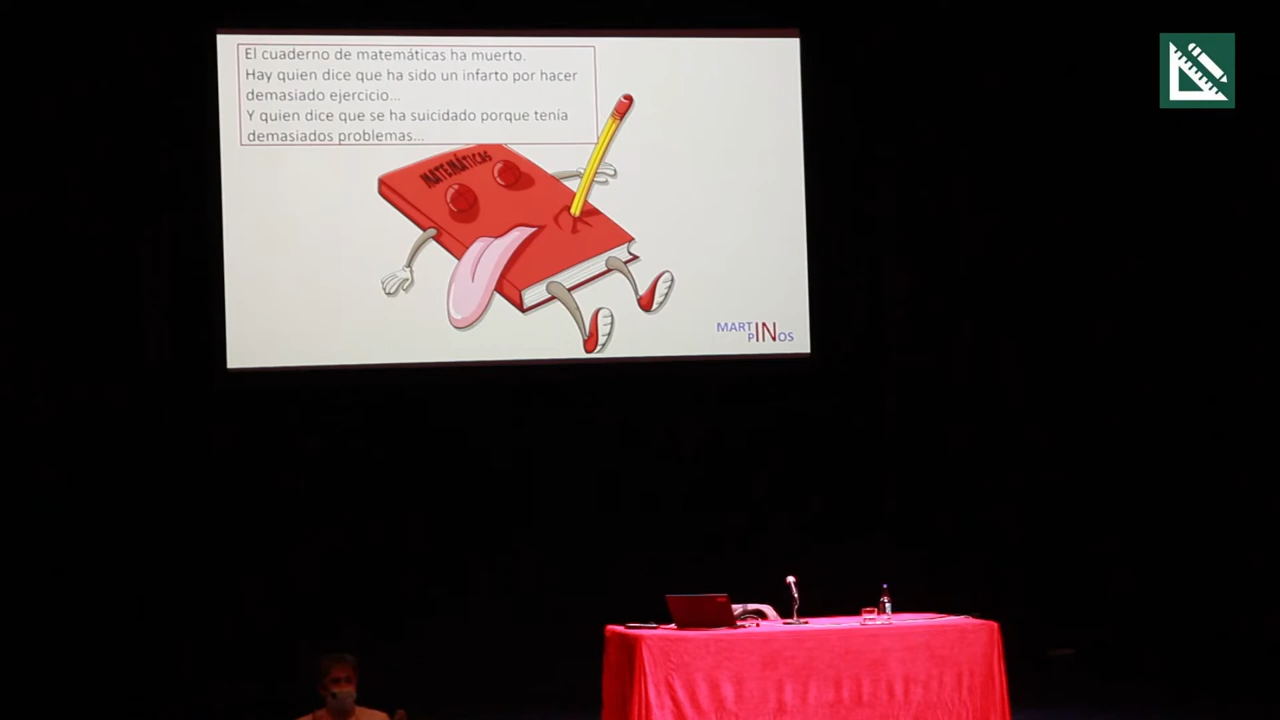 El cuaderno de matemáticas ha muerto.
Hay quien dice que ha sido un infarto por hacer
demasiado ejercicio...
Y quien dice que se ha suicidado porque tenía
demasiados problemas...
MATEMÁTICAS
MARTINOS
PINOS